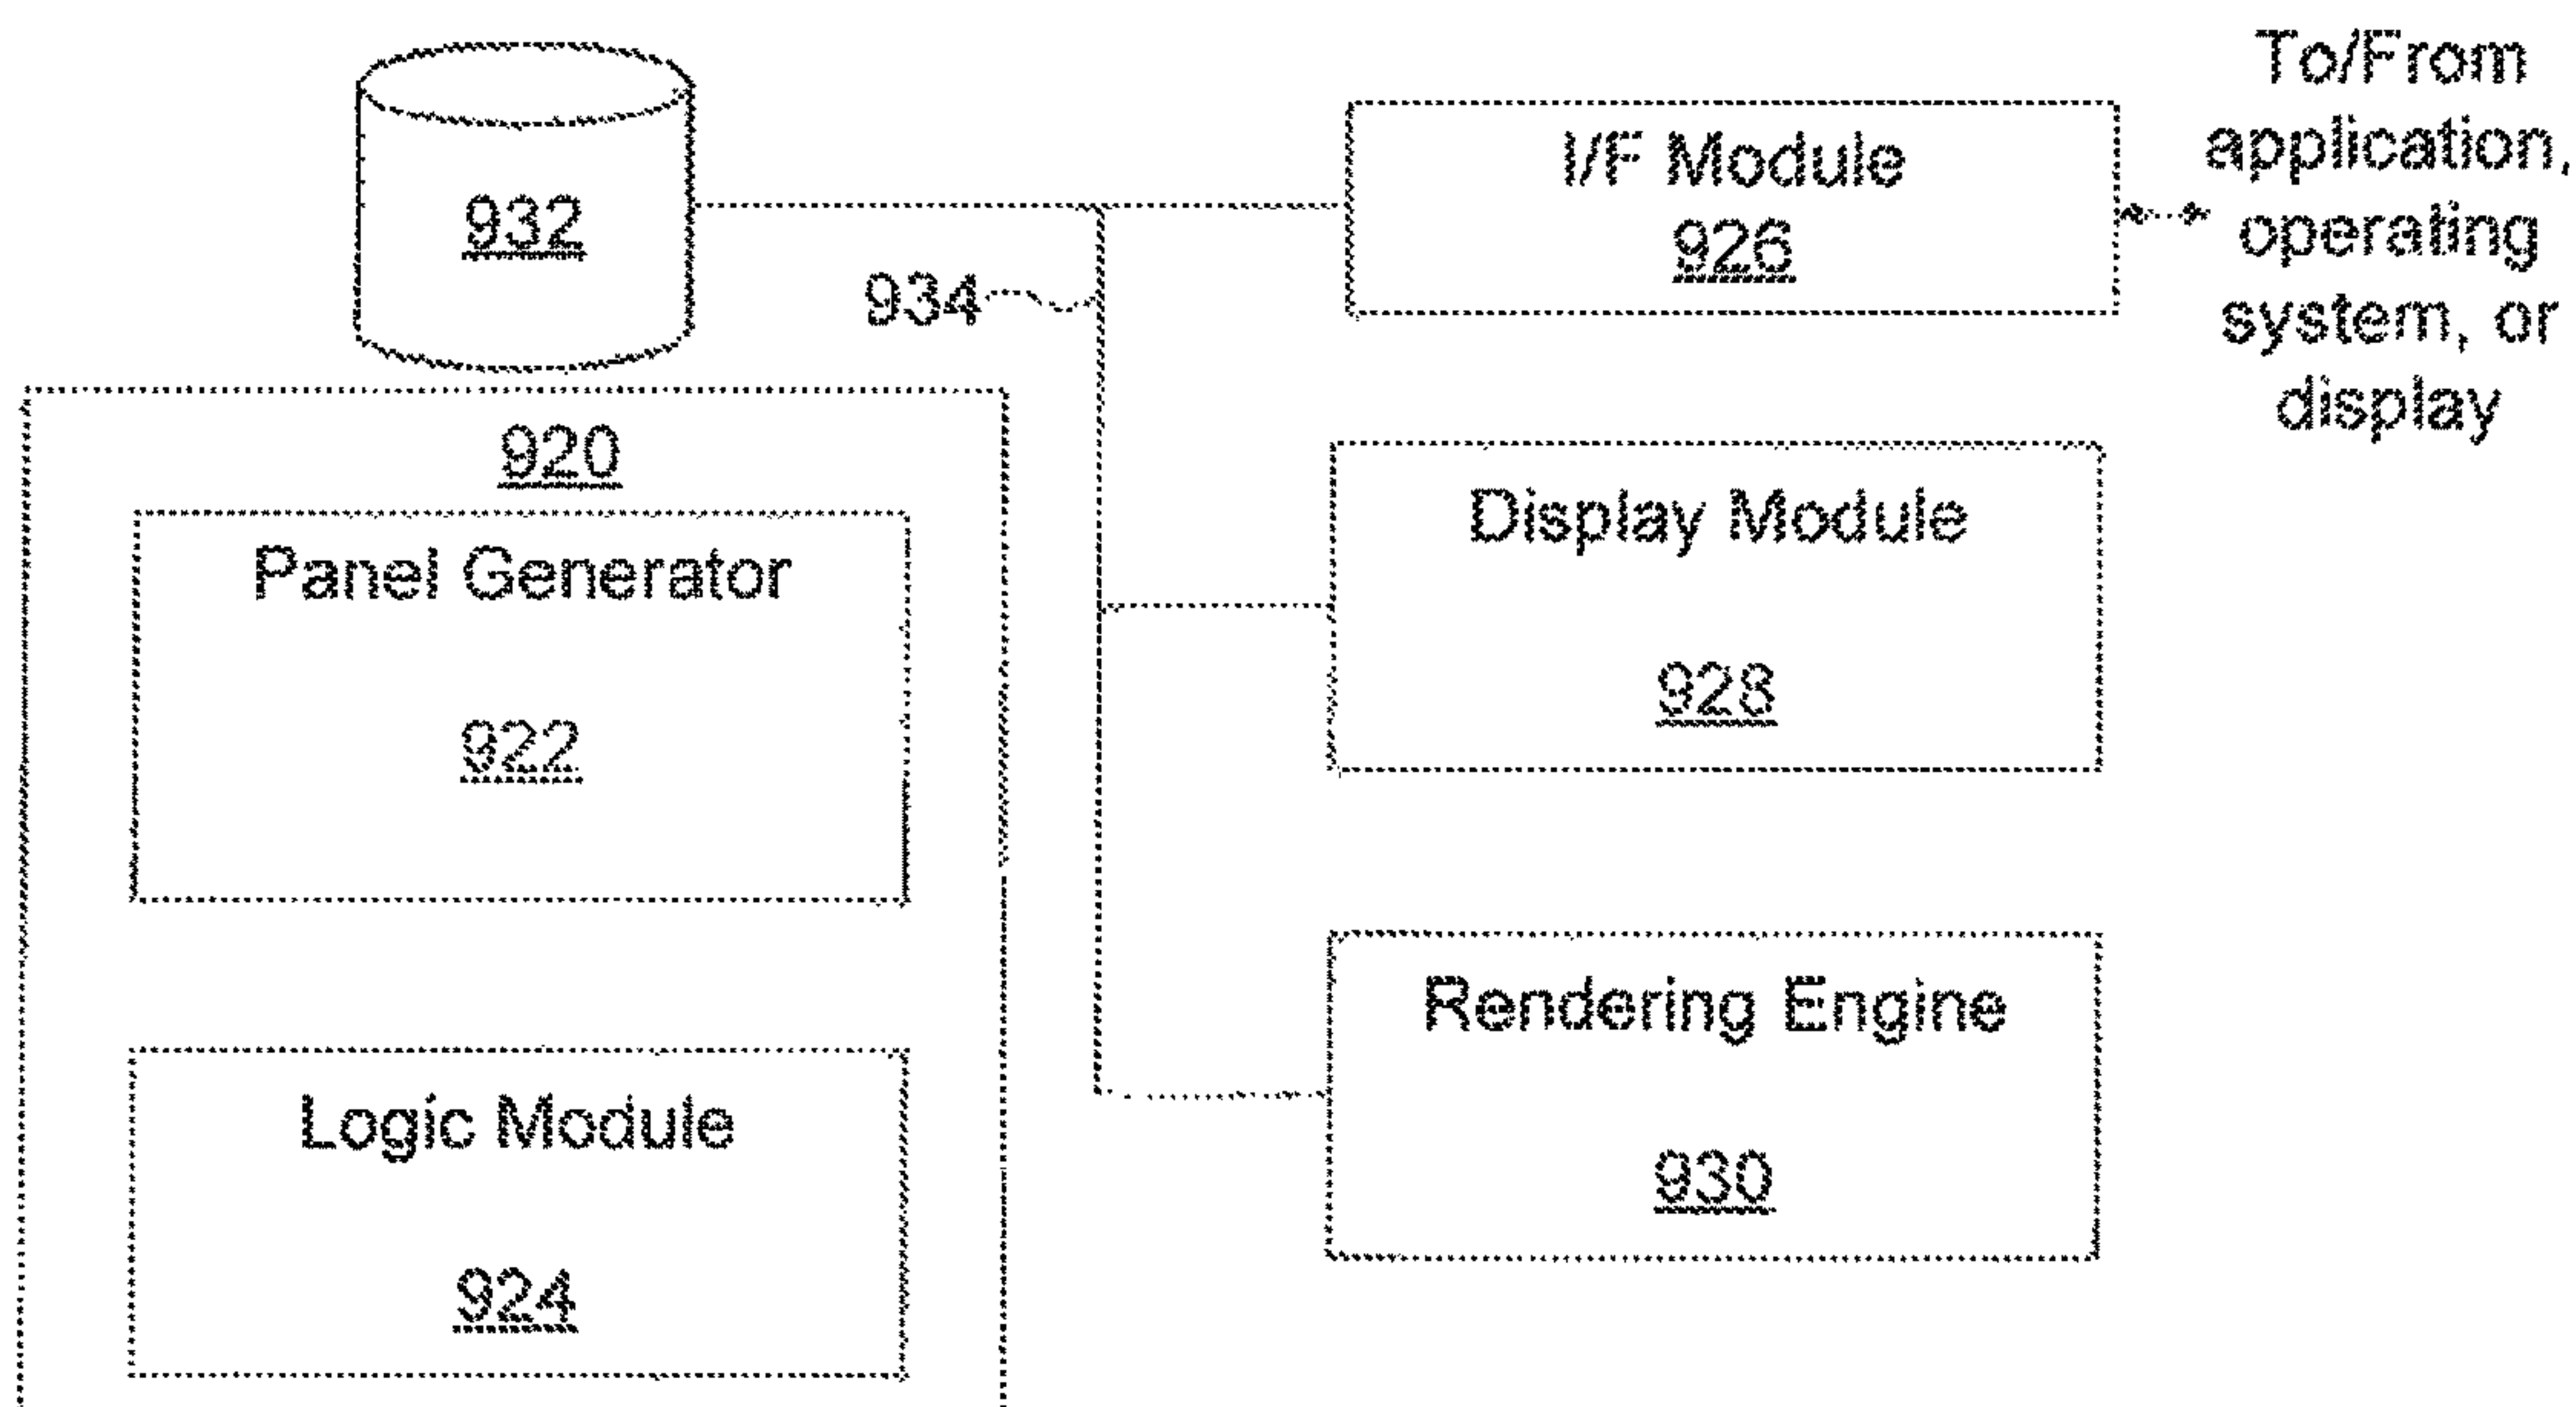 932
934
I/F Module
926
To/From
application,
operating
system, or
display
920
Panel Generator
922
Display Module
928
Logic Module
924
Rendering Engine
930